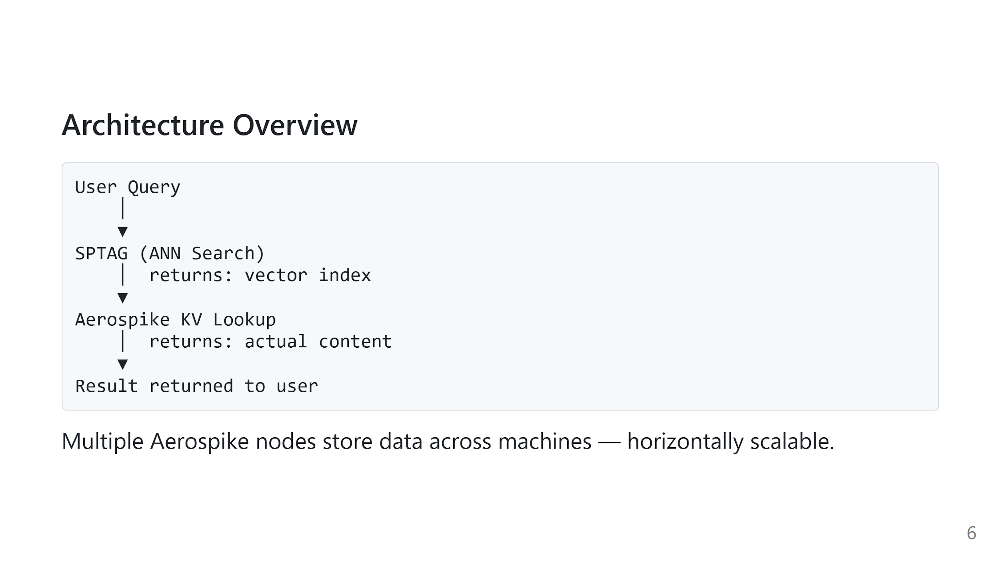 Architecture Overview
User Query
│
▼
SPTAG (ANN Search)
│  returns: vector index
▼
Aerospike KV Lookup
│  returns: actual content
▼
Result returned to user
Multiple Aerospike nodes store data across machines — horizontally scalable.
6